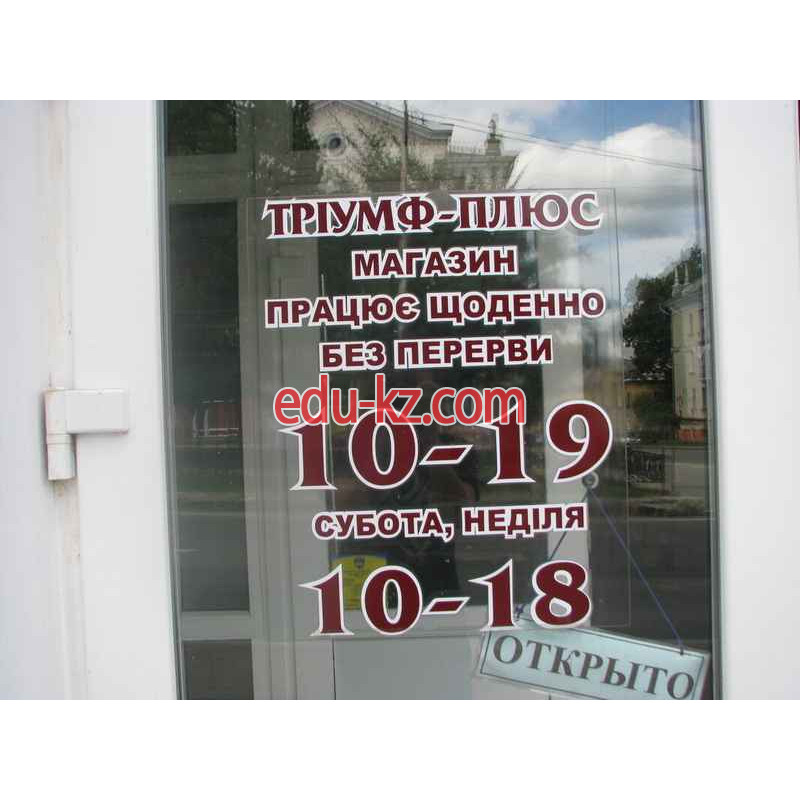 ТРІУМФ-ПЛЮС
МАГАЗИН
ПРАЦЮЄ ЩОДЕННО
БЕЗ ПЕРЕРВИ
edu-kz.com
10-19
СУБОТА, НЕДІЛЯ
10-18
ОТКРЫТО